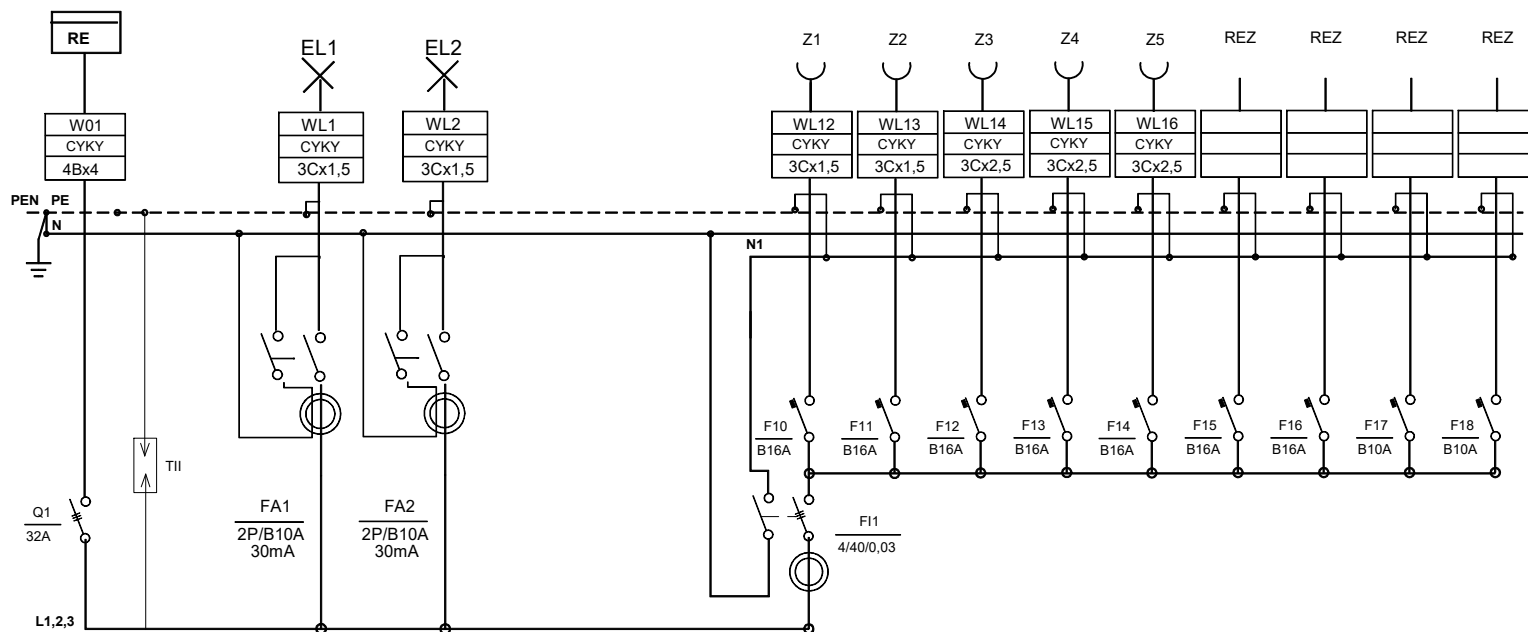 RE
EL1
EL2
Z1
Z2
Z3
Z4
Z5
REZ
REZ
REZ
REZ
W01
CYKY
4Bx4
WL1
CYKY
3Cx1,5
WL2
CYKY
3Cx1,5
WL12
CYKY
3Cx1,5
WL13
CYKY
3Cx1,5
WL14
CYKY
3Cx2,5
WL15
CYKY
3Cx2,5
WL16
CYKY
3Cx2,5
PEN PE
N
N1
F10
B16A
F11
B16A
F12
B16A
F13
B16A
F14
B16A
F15
B16A
F16
B16A
F17
B10A
F18
B10A
TII
Q1
32A
FA1
2P/B10A
30mA
FA2
2P/B10A
30mA
FI1
4/40/0,03
L1,2,3